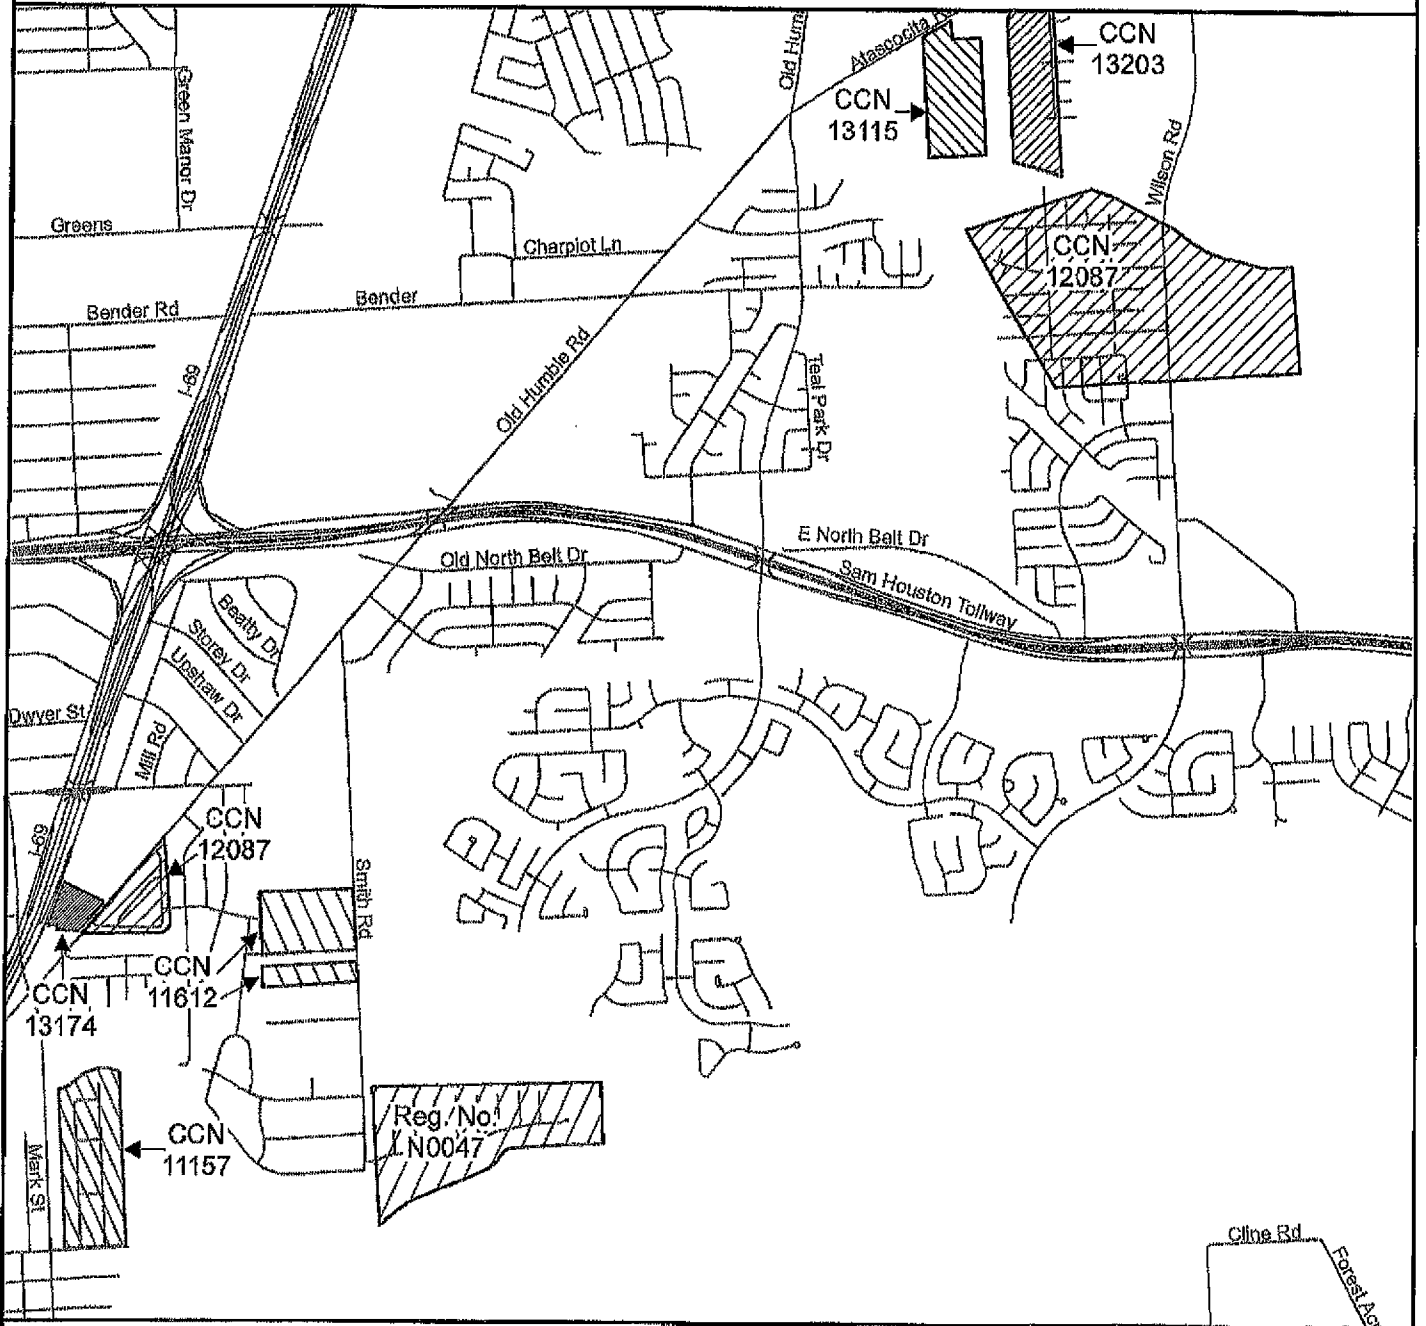 Old Hum
Atascocita R
CCN
13203
CCN
13115
Green Manor Dr
Wilson Rd
Greens
Charpiot Ln
CCN
12087
Bender Rd
Bender
Old Humble Rd
I-69
Teal Park Dr
Old North Belt Dr
E North Belt Dr
Sam Houston Tollway
Beatty Dr
Storey Dr
Upshaw Dr
Dwyer St
Mill Rd
I-69
CCN
12087
Smith Rd
CCN
11612
CCN
13174
Reg. No.
N0047
CCN
11157
Mark St
Cline Rd
Forest Acr